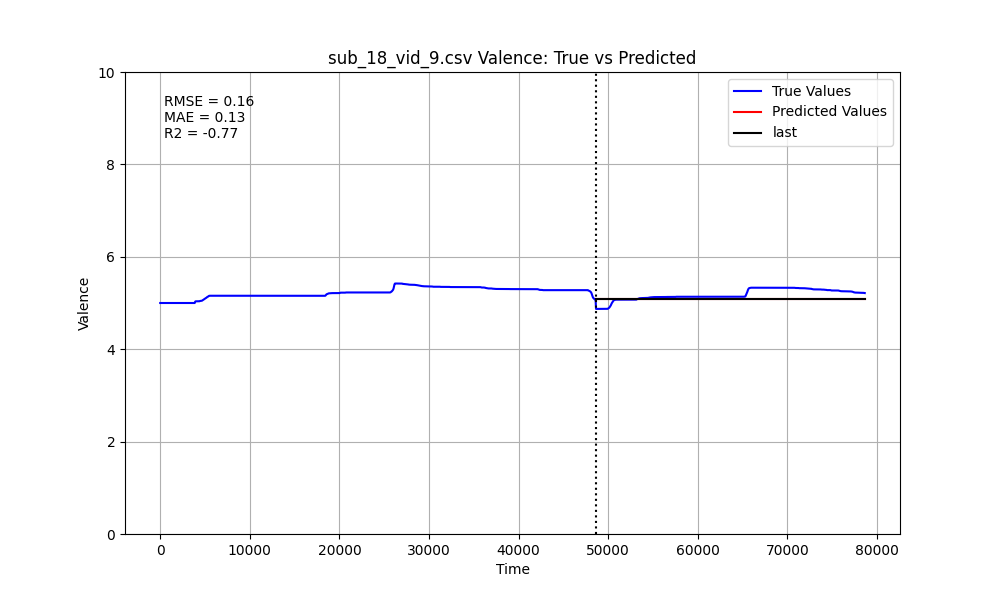 sub_18_vid_9.csv Valence: True vs Predicted
RMSE = 0.16
MAE = 0.13
R2 = -0.77
True Values
Predicted Values
last
Valence
10
8
6
4
2
0
0 10000 20000 30000 40000 50000 60000 70000 80000
Time